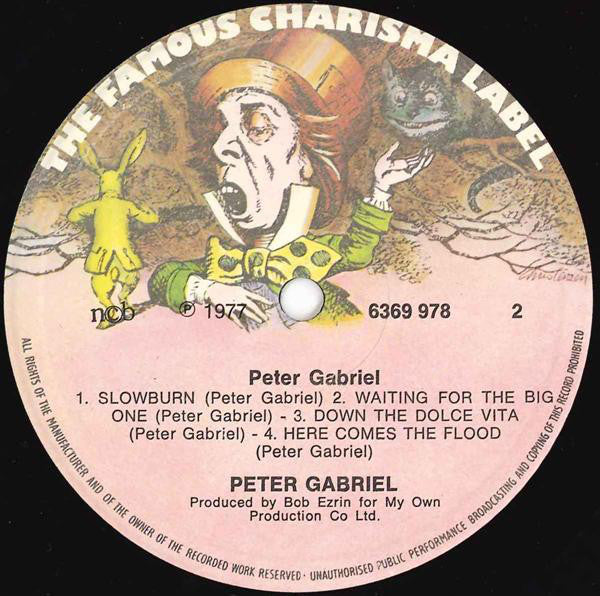 THE FAMOUS CHARISMA LABEL
ncb ℗ 1977 6369 978 2
Peter Gabriel
1. SLOWBURN (Peter Gabriel) 2. WAITING FOR THE BIG
ONE (Peter Gabriel) - 3. DOWN THE DOLCE VITA
(Peter Gabriel) - 4. HERE COMES THE FLOOD
(Peter Gabriel)
PETER GABRIEL
Produced by Bob Ezrin for My Own
Production Co Ltd.
ALL RIGHTS OF THE MANUFACTURER AND OF THE OWNER OF THE RECORDED WORK RESERVED · UNAUTHORISED PUBLIC PERFORMANCE BROADCASTING AND COPYING OF THIS RECORD PROHIBITED